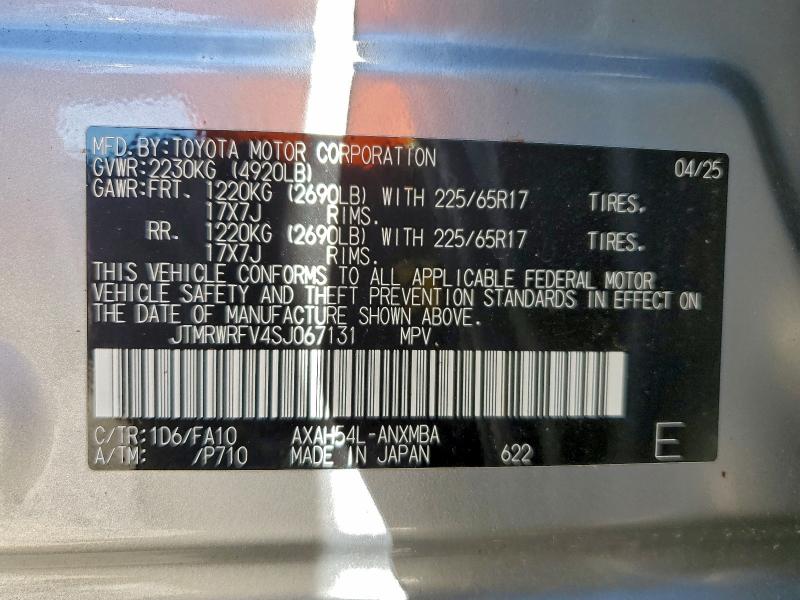 MFD. BY: TOYOTA MOTOR CORPORATION 04/25
GVWR: 2230KG (4920LB)
GAWR: FRT. 1220KG (2690LB) WITH 225/65R17 TIRES.
17X7J RIMS.
RR. 1220KG (2690LB) WITH 225/65R17 TIRES.
17X7J RIMS.
THIS VEHICLE CONFORMS TO ALL APPLICABLE FEDERAL MOTOR
VEHICLE SAFETY AND THEFT PREVENTION STANDARDS IN EFFECT ON
THE DATE OF MANUFACTURE SHOWN ABOVE.
JTMRWRFV4SJ067131 MPV.
C/TR: 1D6/FA10 AXAH54L-ANXMBA
A/TM: /P710 MADE IN JAPAN 622 E